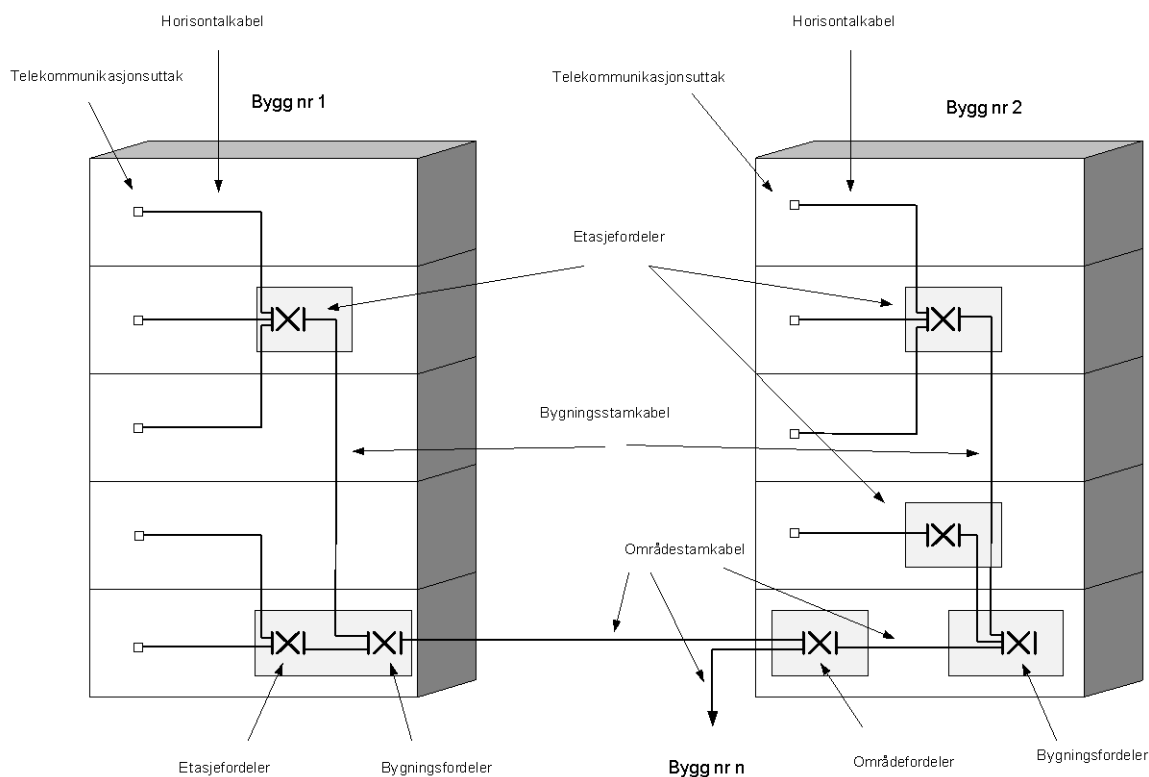 Horisontalkabel
Horisontalkabel
Telekommunikasjonsuttak
Telekommunikasjonsuttak
Bygg nr 1
Bygg nr 2
Etasjefordeler
Bygningsstamkabel
Områdestamkabel
Etasjefordeler
Bygningsfordeler
Bygg nr n
Områdefordeler
Bygningsfordeler